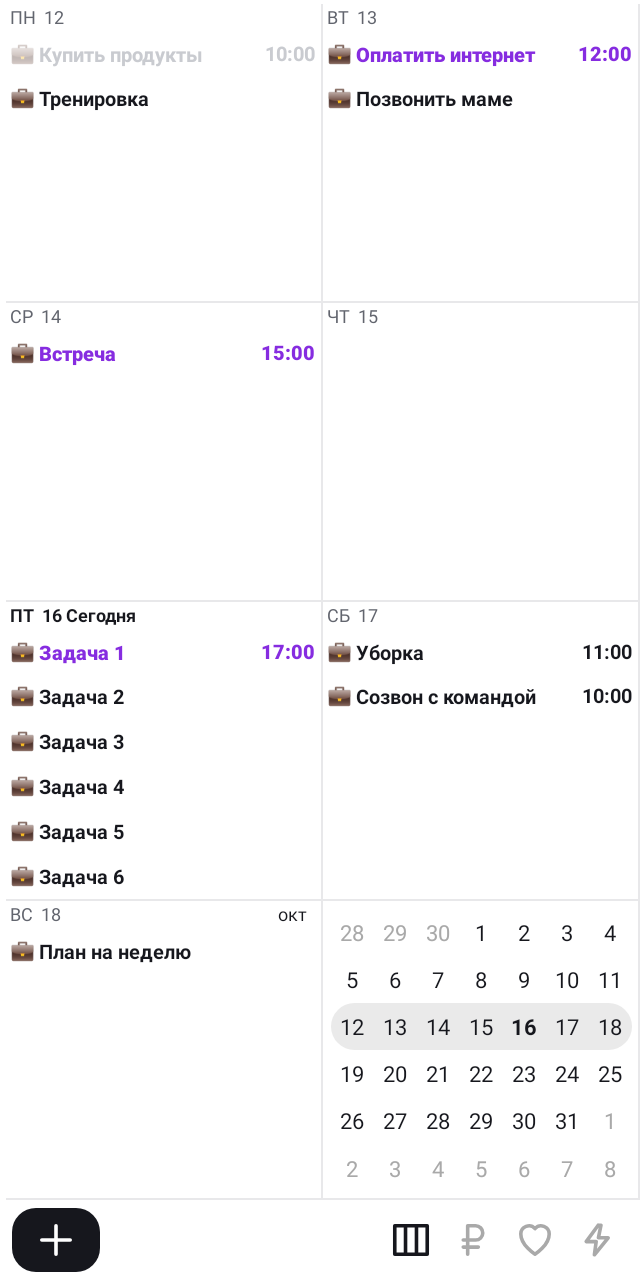 ПН 12
Купить продукты 10:00
Тренировка
ВТ 13
Оплатить интернет 12:00
Позвонить маме
СР 14
Встреча 15:00
ЧТ 15
ПТ 16 Сегодня
Задача 1 17:00
Задача 2
Задача 3
Задача 4
Задача 5
Задача 6
СБ 17
Уборка 11:00
Созвон с командой 10:00
ВС 18 окт
План на неделю
28 29 30 1 2 3 4
5 6 7 8 9 10 11
12 13 14 15 16 17 18
19 20 21 22 23 24 25
26 27 28 29 30 31 1
2 3 4 5 6 7 8